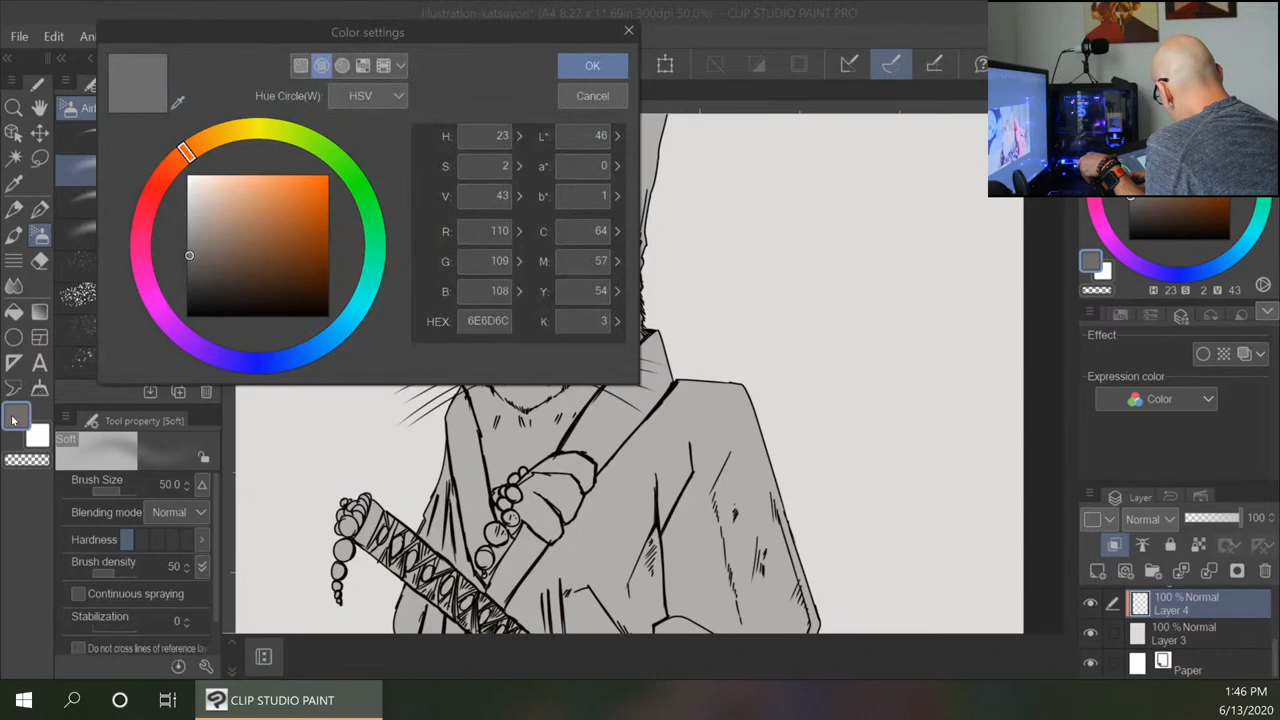 Illustration-katsuyori* (A4 8.27 x 11.69in 300dpi 50.0%) - CLIP STUDIO PAINT PRO
File
Edit
Color settings
OK
Hue Circle(W)
HSV
Cancel
H: 23
L* 46
S: 2
a* 0
V: 43
b* 1
R: 110
C: 64
G: 109
M: 57
B: 108
Y: 54
HEX: 6E6D6C
K: 3
H 23 S 2 V 43
Effect
Expression color
Color
Tool property [Soft]
Soft
Brush Size 50.0
Blending mode Normal
Hardness
Brush density 50
Continuous spraying
Stabilization 0
Do not cross lines of reference lay
Layer
Normal 100
100 % Normal
Layer 4
100 % Normal
Layer 3
Paper
CLIP STUDIO PAINT
1:46 PM
6/13/2020